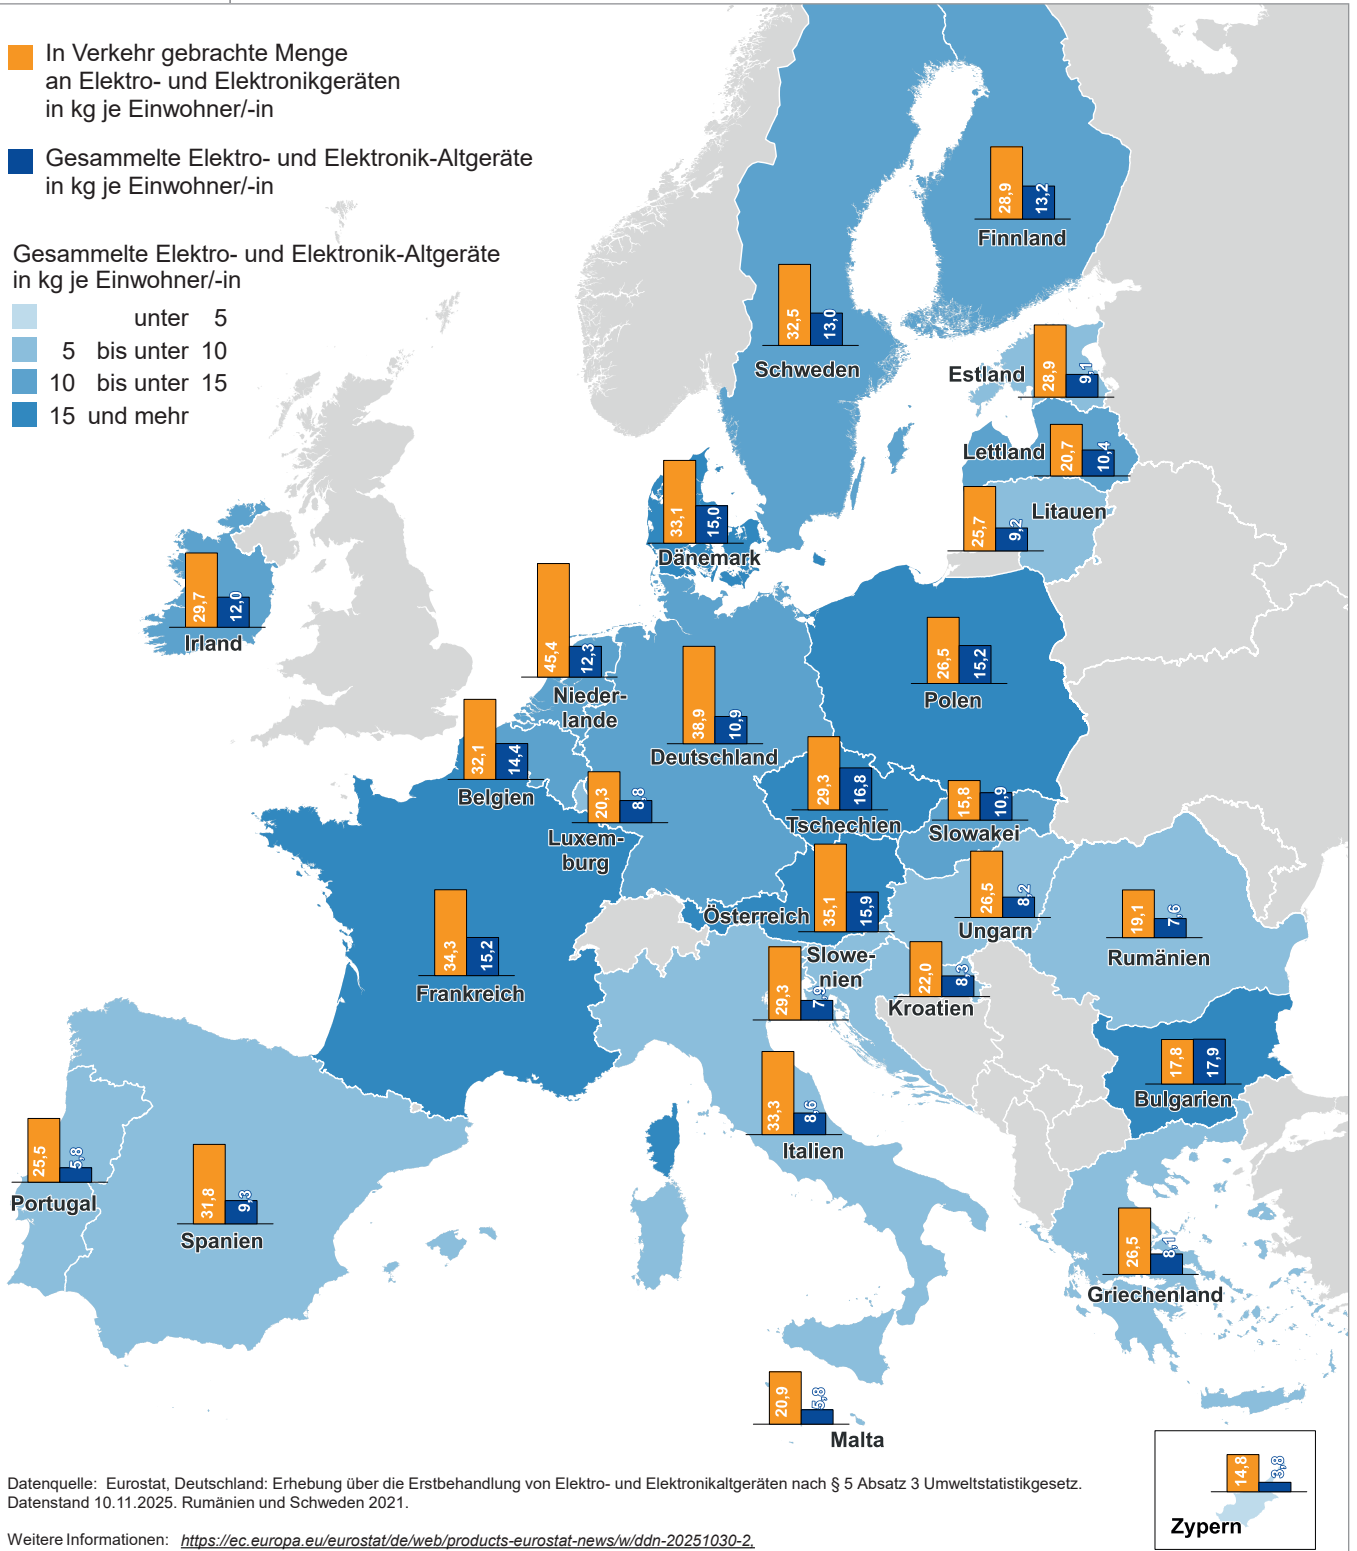 In Verkehr gebrachte Menge
an Elektro- und Elektronikgeräten
in kg je Einwohner/-in
Gesammelte Elektro- und Elektronik-Altgeräte
in kg je Einwohner/-in
Gesammelte Elektro- und Elektronik-Altgeräte
in kg je Einwohner/-in
unter 5
5 bis unter 10
10 bis unter 15
15 und mehr
28,9 13,2
Finnland
32,5 13,0
Schweden
28,9 9,1
Estland
20,7 10,4
Lettland
25,7 9,2
Litauen
33,1 15,0
Dänemark
29,7 12,0
Irland
45,4 12,3
Nieder-
lande
26,5 15,2
Polen
38,9 10,9
Deutschland
32,1 14,4
Belgien
20,3 8,8
Luxem-
burg
29,3 16,8
Tschechien
15,8 10,9
Slowakei
35,1 15,9
Österreich
26,5 8,2
Ungarn
19,1 7,6
Rumänien
34,3 15,2
Frankreich
29,3 7,9
Slowe-
nien
22,0 8,3
Kroatien
17,8 17,9
Bulgarien
33,3 8,6
Italien
25,5 5,8
Portugal
31,8 9,3
Spanien
26,5 8,1
Griechenland
20,9 5,8
Malta
14,8 3,8
Zypern
Datenquelle: Eurostat, Deutschland: Erhebung über die Erstbehandlung von Elektro- und Elektronikaltgeräten nach § 5 Absatz 3 Umweltstatistikgesetz.
Datenstand 10.11.2025. Rumänien und Schweden 2021.
Weitere Informationen: https://ec.europa.eu/eurostat/de/web/products-eurostat-news/w/ddn-20251030-2,